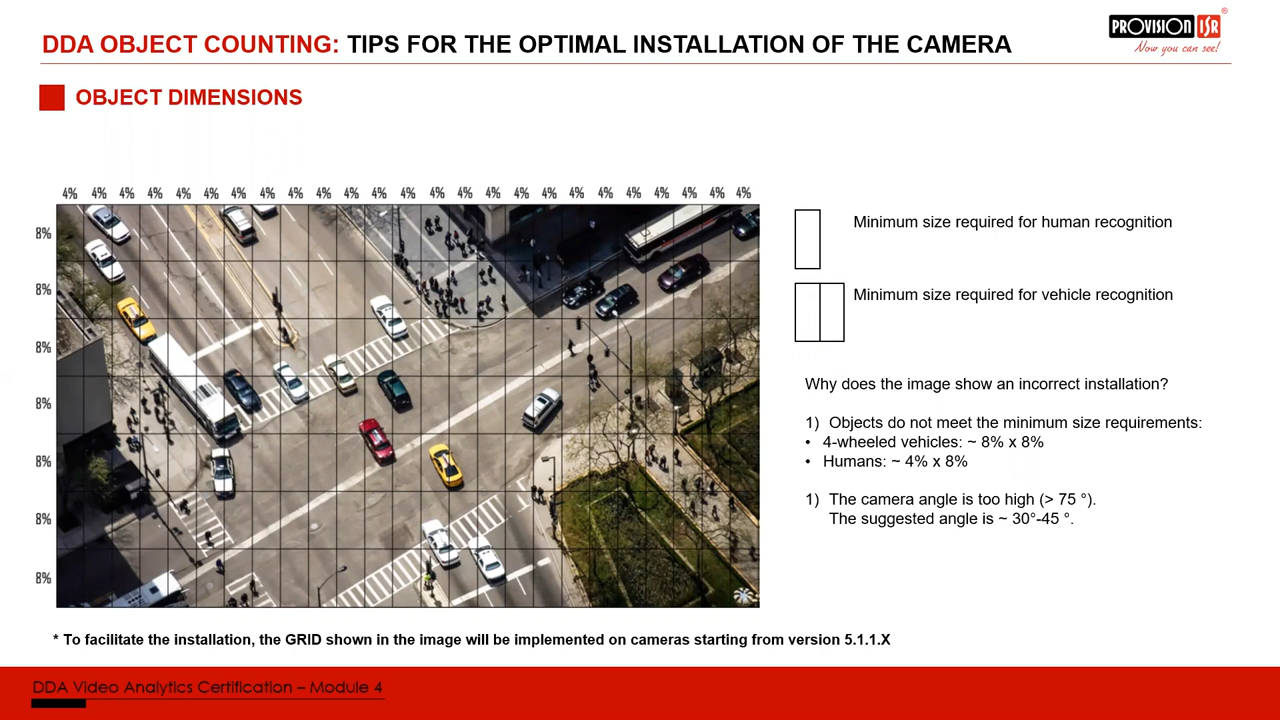 DDA OBJECT COUNTING: TIPS FOR THE OPTIMAL INSTALLATION OF THE CAMERA
PROVISION ISR ®
Now you can see!
OBJECT DIMENSIONS
4% 4% 4% 4% 4% 4% 4% 4% 4% 4% 4% 4% 4% 4% 4% 4% 4% 4% 4% 4% 4% 4% 4% 4% 4%
8%
8%
8%
8%
8%
8%
8%
Minimum size required for human recognition
Minimum size required for vehicle recognition
Why does the image show an incorrect installation?
1) Objects do not meet the minimum size requirements:
• 4-wheeled vehicles: ~ 8% x 8%
• Humans: ~ 4% x 8%
1) The camera angle is too high (> 75 °).
The suggested angle is ~ 30°-45 °.
* To facilitate the installation, the GRID shown in the image will be implemented on cameras starting from version 5.1.1.X
DDA Video Analytics Certification – Module 4